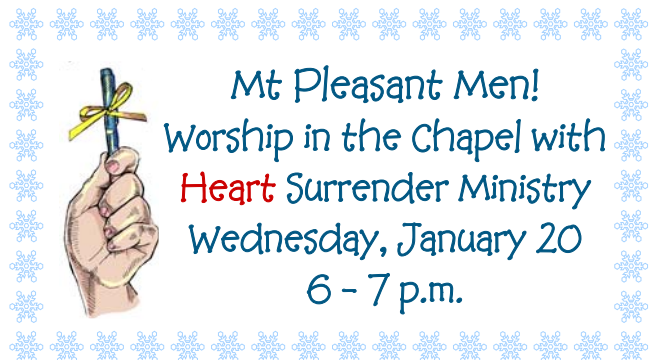 Mt Pleasant Men!
Worship in the Chapel with
Heart Surrender Ministry
Wednesday, January 20
6 - 7 p.m.